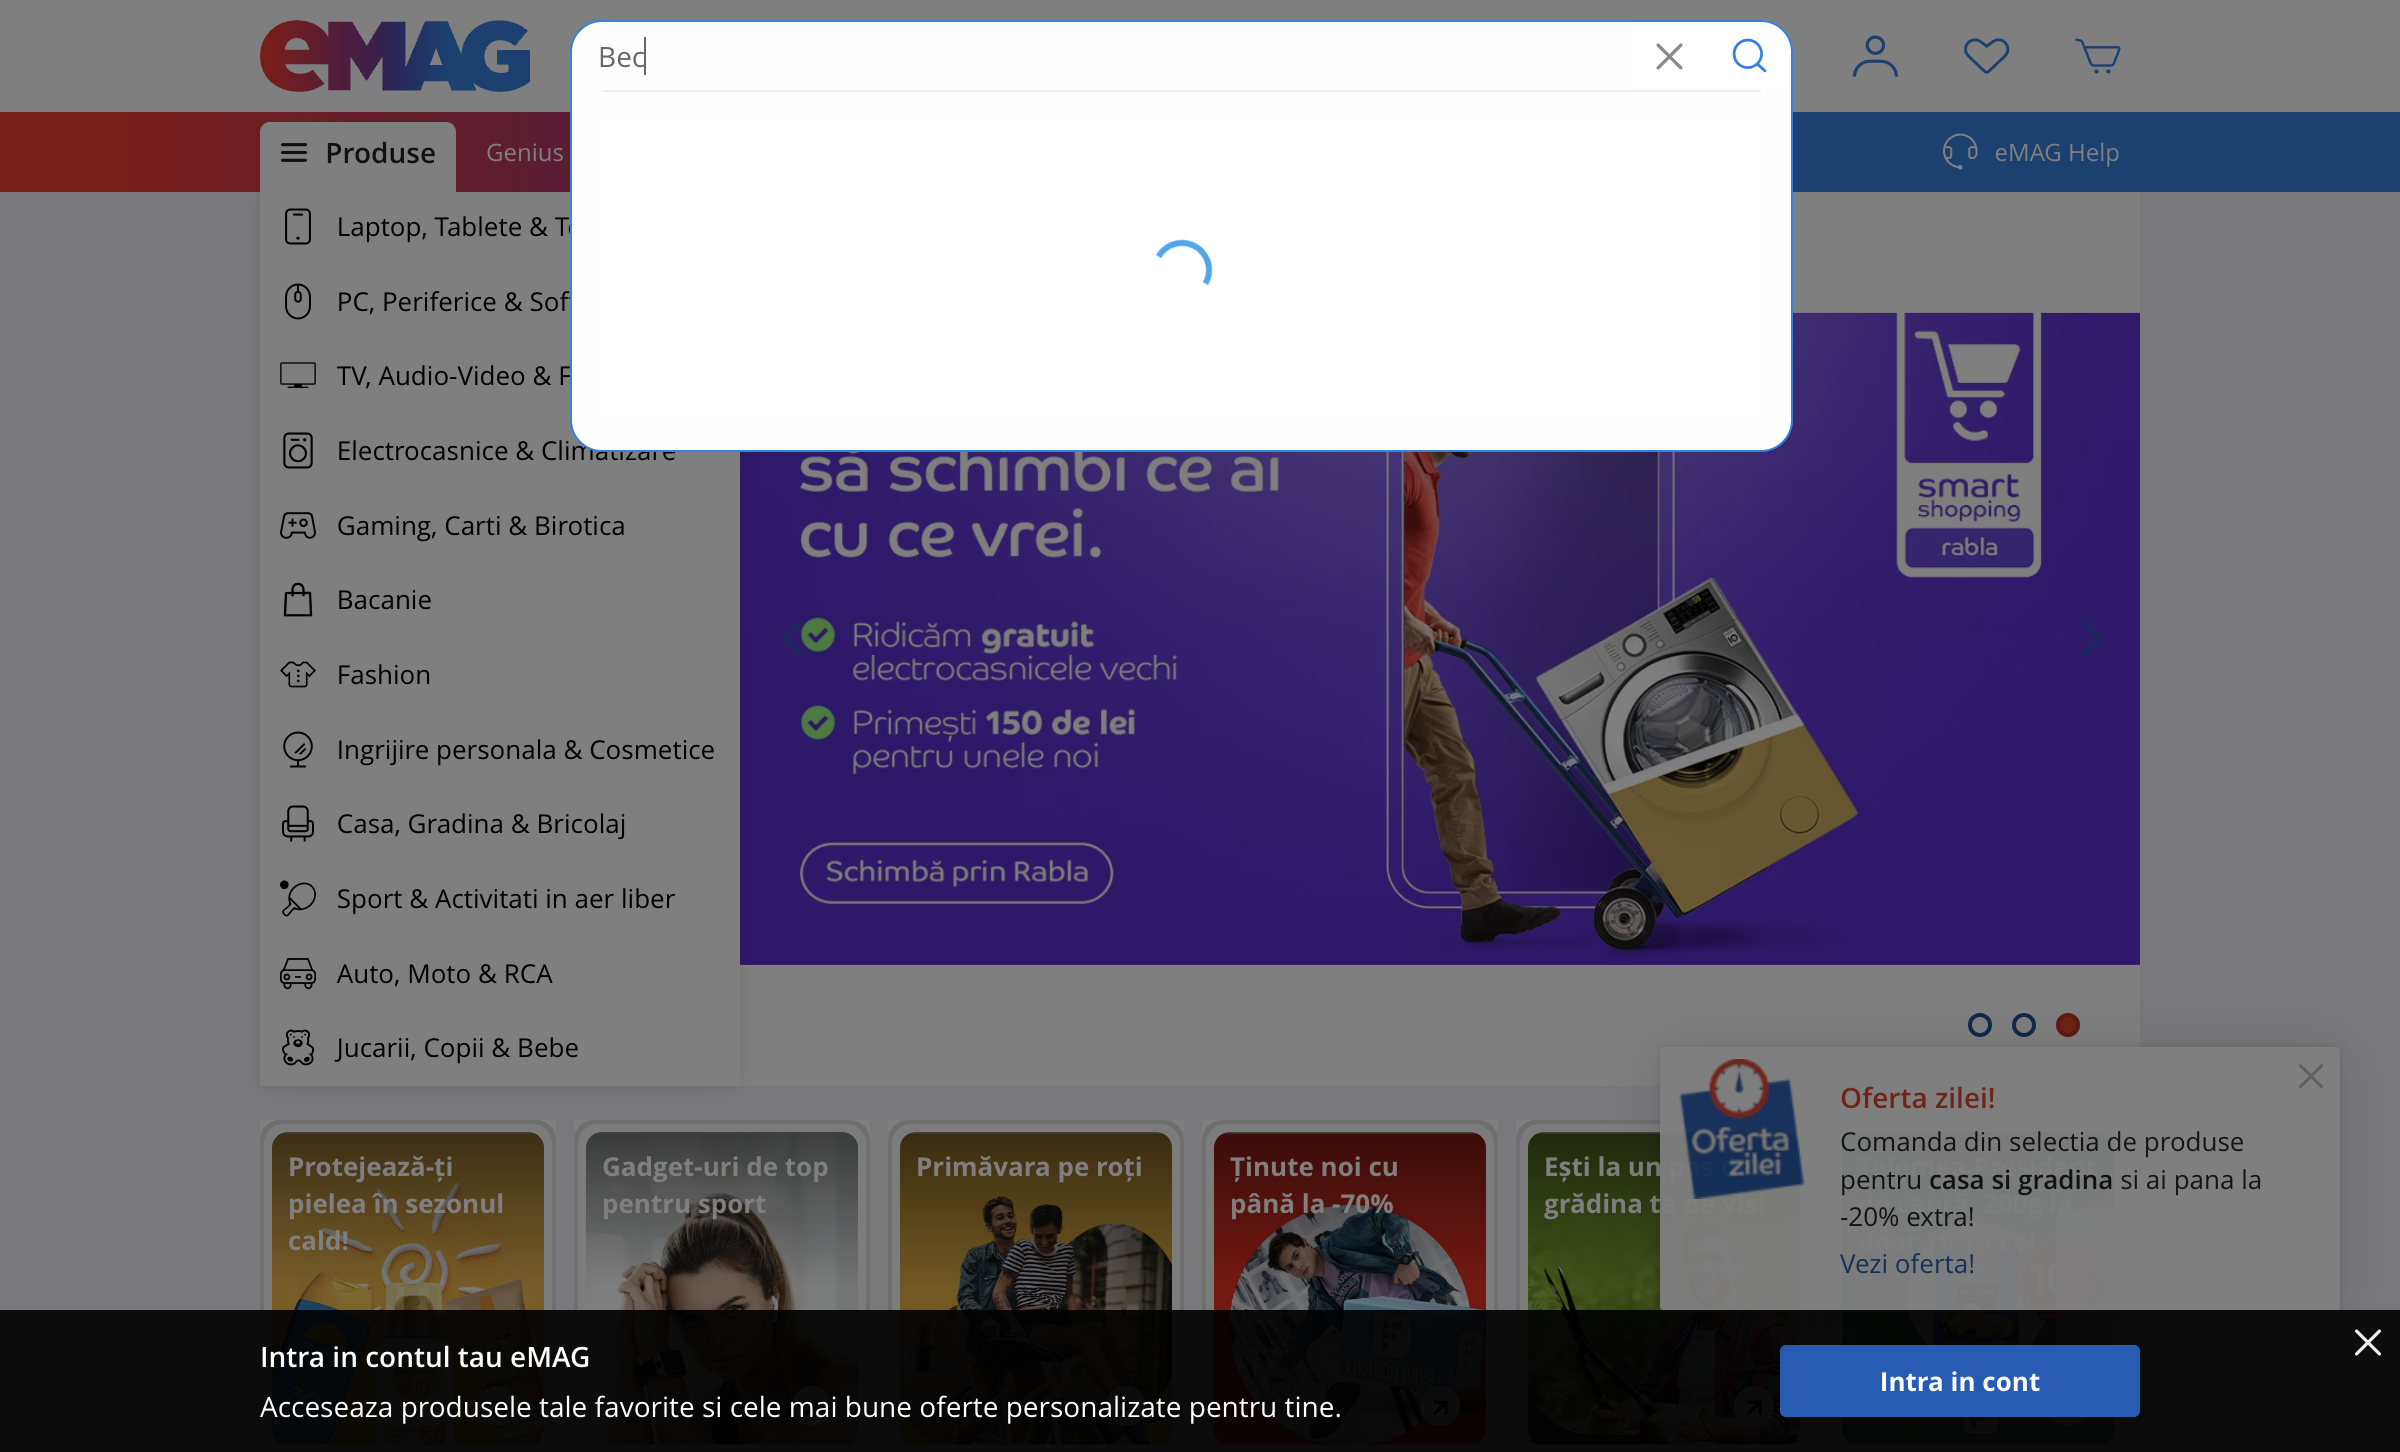 eMAG
Bec
Produse
Genius
eMAG Help
Laptop, Tablete & T
PC, Periferice & Sof
TV, Audio-Video & F
Electrocasnice & Climatizare
Gaming, Carti & Birotica
Bacanie
Fashion
Ingrijire personala & Cosmetice
Casa, Gradina & Bricolaj
Sport & Activitati in aer liber
Auto, Moto & RCA
Jucarii, Copii & Bebe
să schimbi ce ai
cu ce vrei.
Ridicăm gratuit
electrocasnicele vechi
Primești 150 de lei
pentru unele noi
Schimbă prin Rabla
smart
shopping
rabla
Protejează-ți
pielea în sezonul
cald!
Gadget-uri de top
pentru sport
Primăvara pe roți
Ținute noi cu
până la -70%
Ești la un pas
grădina ta de vis!
Oferta
zilei
Oferta zilei!
Comanda din selectia de produse
pentru casa si gradina si ai pana la
-20% extra!
Vezi oferta!
Intra in contul tau eMAG
Acceseaza produsele tale favorite si cele mai bune oferte personalizate pentru tine.
Intra in cont